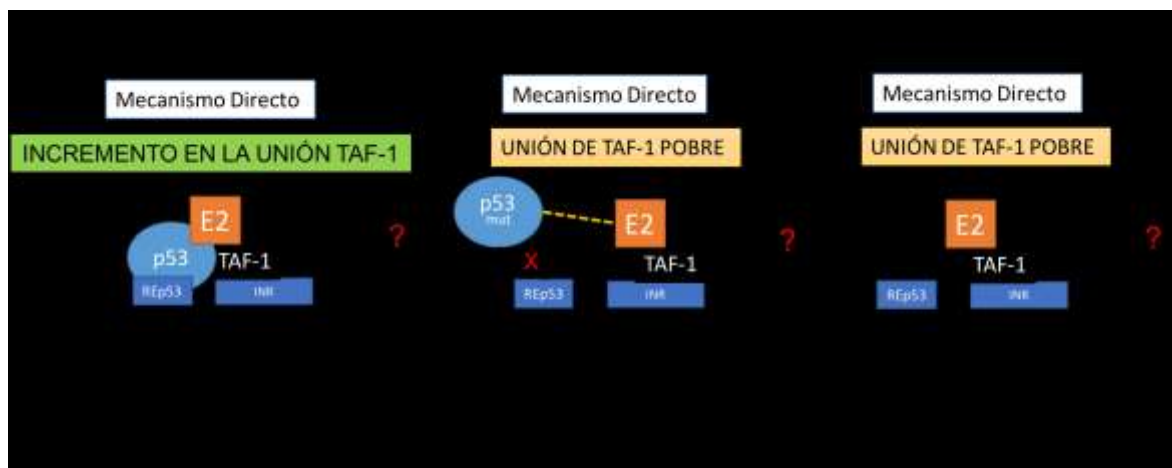 Mecanismo Directo
INCREMENTO EN LA UNIÓN TAF-1
E2
?
p53
TAF-1
REp53
INR
Mecanismo Directo
UNIÓN DE TAF-1 POBRE
p53
mut
E2
?
X
TAF-1
REp53
INR
Mecanismo Directo
UNIÓN DE TAF-1 POBRE
E2
?
TAF-1
REp53
INR